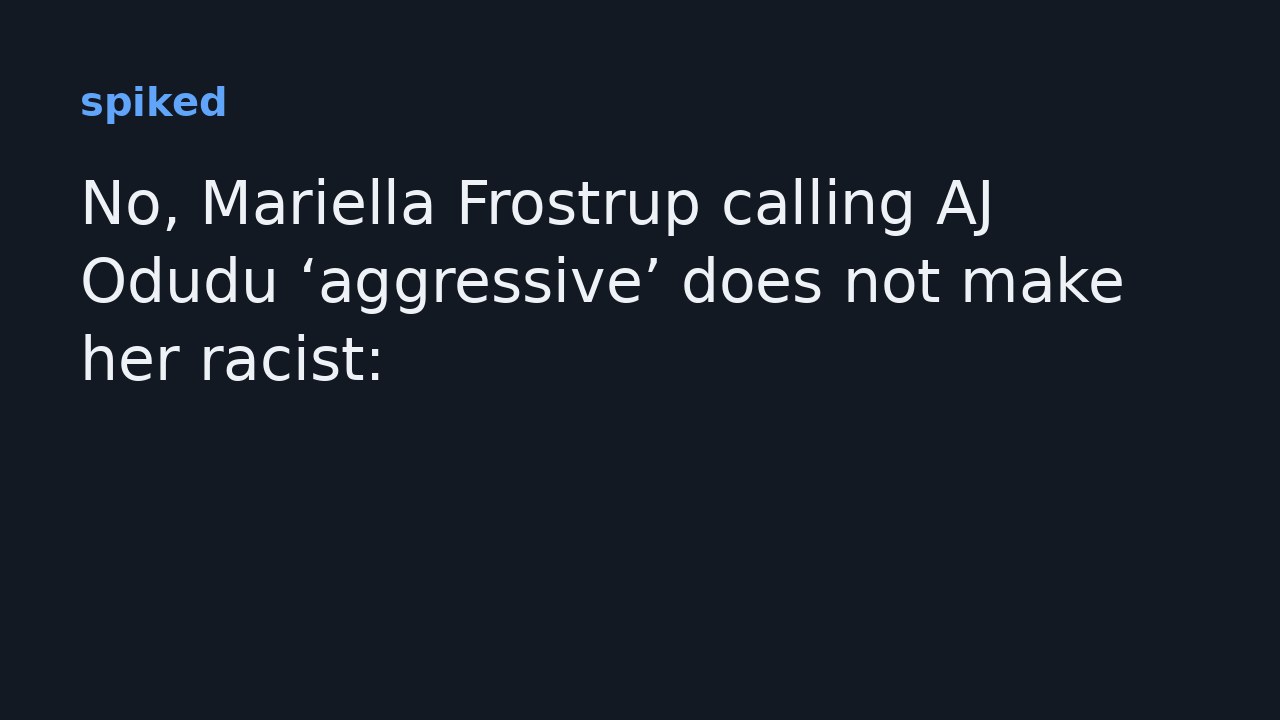 spiked
No, Mariella Frostrup calling AJ
Odudu ‘aggressive’ does not make
her racist: